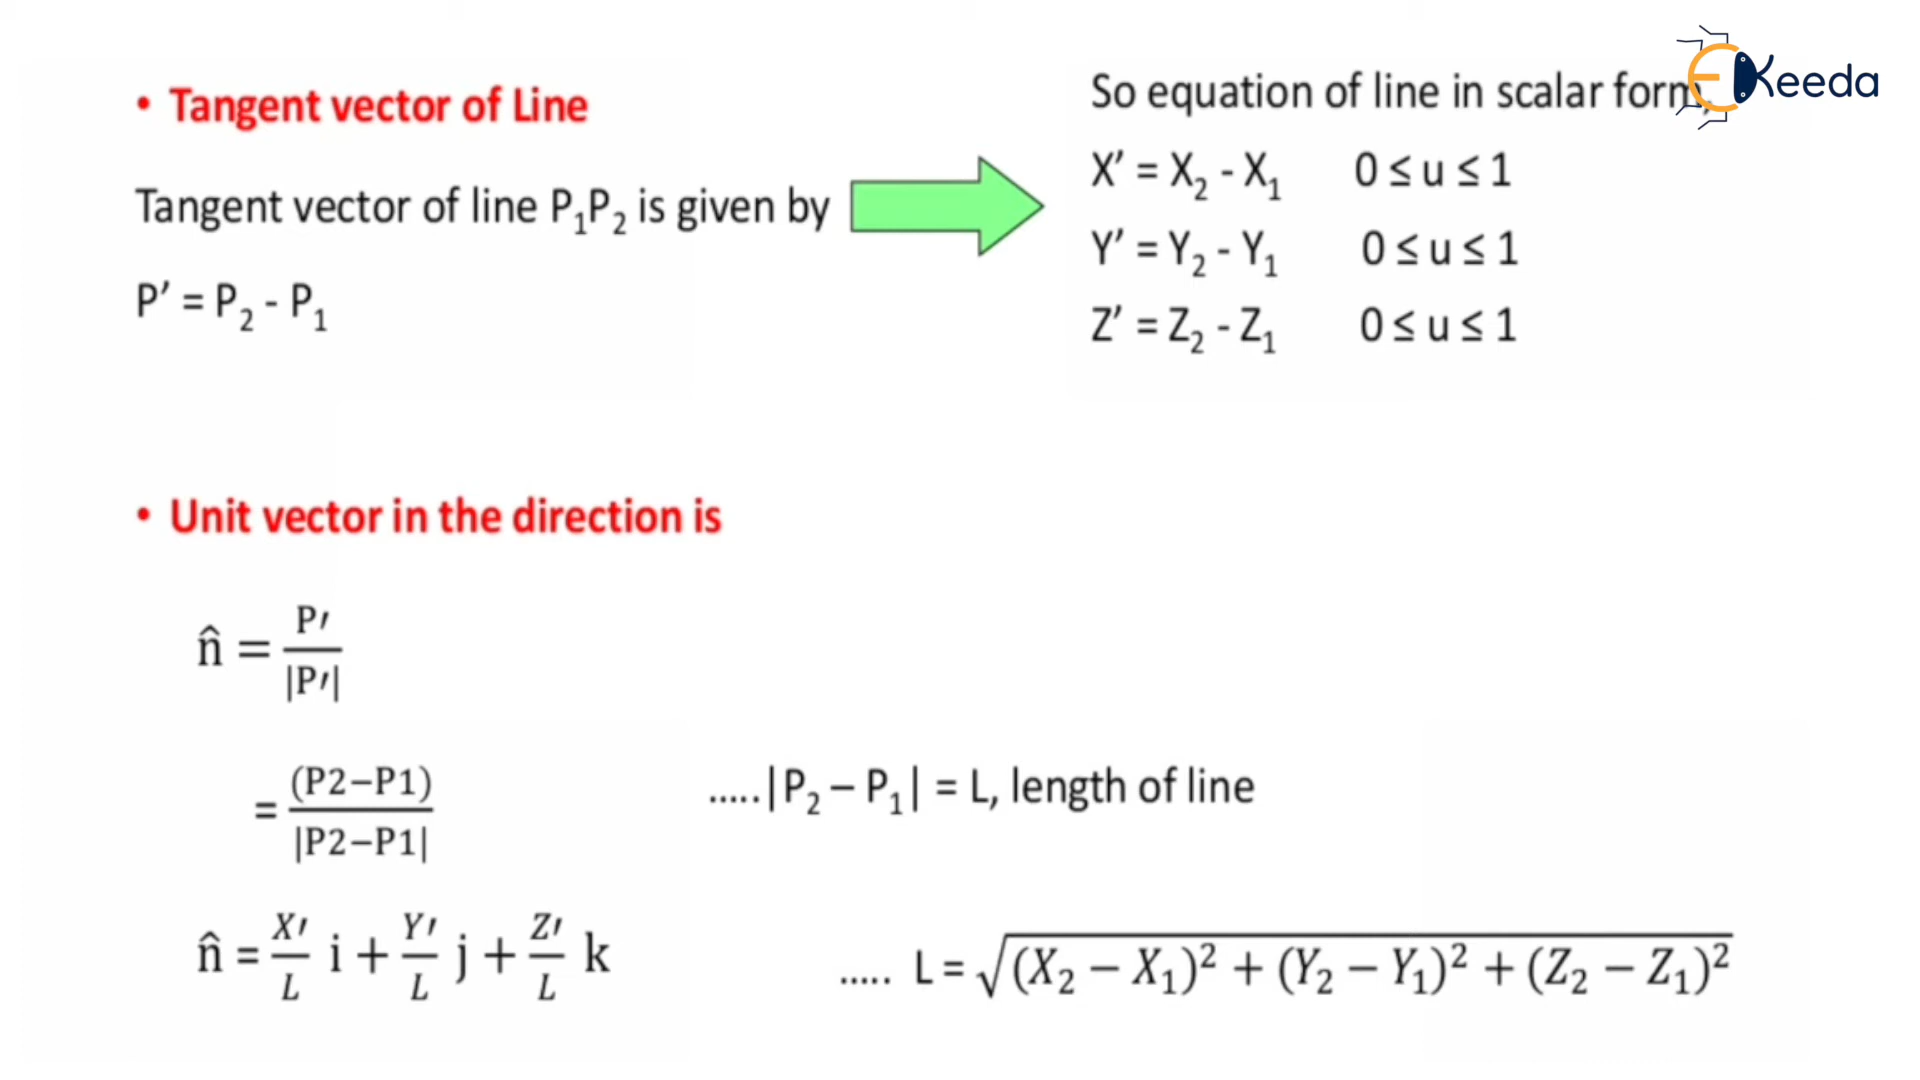 • Tangent vector of Line
Tangent vector of line P₁P₂ is given by
P′ = P₂ - P₁
So equation of line in scalar form,
X′ = X₂ - X₁ 0 ≤ u ≤ 1
Y′ = Y₂ - Y₁ 0 ≤ u ≤ 1
Z′ = Z₂ - Z₁ 0 ≤ u ≤ 1
EKeeda
• Unit vector in the direction is
n̂ = P′ / |P′|
= (P2−P1) / |P2−P1| .....|P₂ – P₁| = L, length of line
n̂ = X′/L i + Y′/L j + Z′/L k ..... L = √((X₂ − X₁)² + (Y₂ − Y₁)² + (Z₂ − Z₁)²)